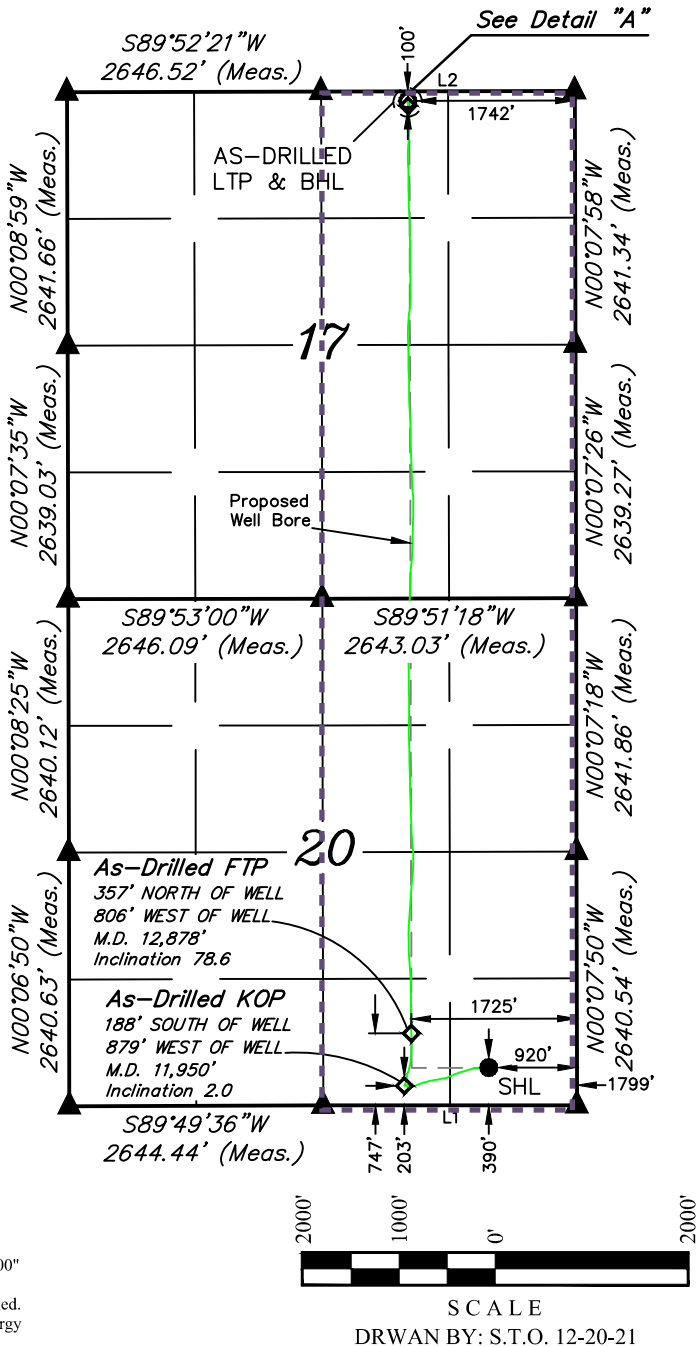 See Detail "A"
S89°52'21"W
2646.52' (Meas.)
100'
L2
1742'
AS-DRILLED
LTP & BHL
N00°08'59"W
2641.66' (Meas.)
N00°07'58"W
2641.34' (Meas.)
17
N00°07'35"W
2639.03' (Meas.)
N00°07'26"W
2639.27' (Meas.)
Proposed
Well Bore
S89°53'00"W
2646.09' (Meas.)
S89°51'18"W
2643.03' (Meas.)
N00°08'25"W
2640.12' (Meas.)
N00°07'18"W
2641.86' (Meas.)
20
As-Drilled FTP
357' NORTH OF WELL
806' WEST OF WELL
M.D. 12,878'
Inclination 78.6
N00°06'50"W
2640.63' (Meas.)
N00°07'50"W
2640.54' (Meas.)
As-Drilled KOP
188' SOUTH OF WELL
879' WEST OF WELL
M.D. 11,950'
Inclination 2.0
1725'
920'
SHL
1799'
L1
S89°49'36"W
2644.44' (Meas.)
747'
203'
390'
2000'
1000'
0'
2000'
00"
ed.
rgy
SCALE
DRWAN BY: S.T.O. 12-20-21